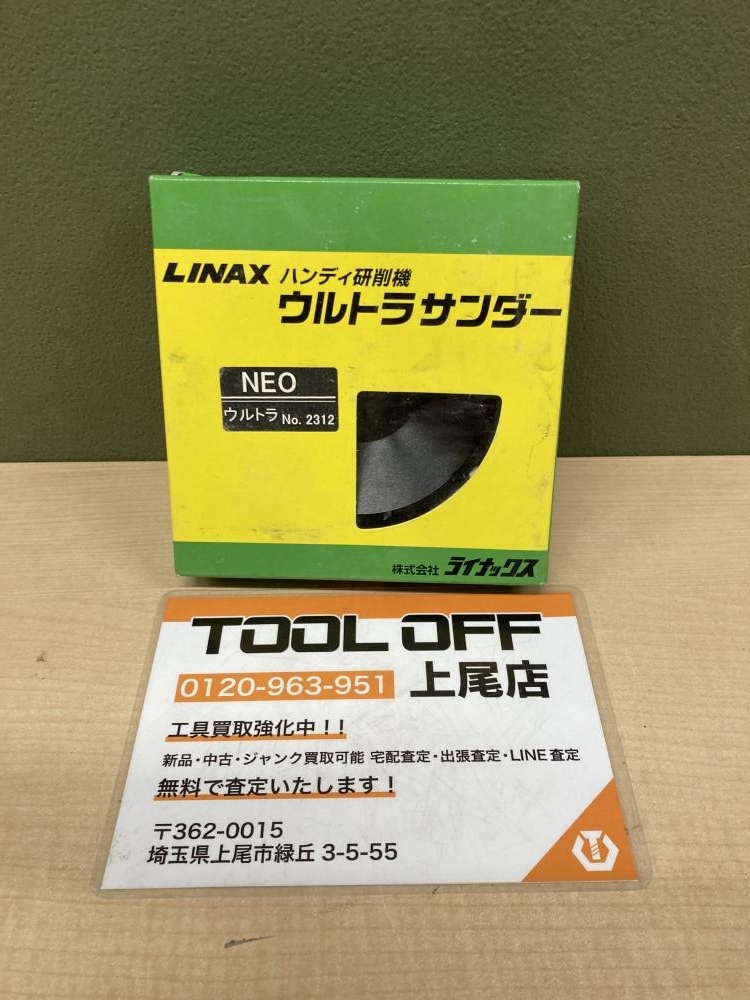 LINAX ハンディ研削機
ウルトラサンダー
NEO
ウルトラ No. 2312
株式会社 ライナックス
TOOL OFF
0120-963-951 上尾店
工具買取強化中！！
新品・中古・ジャンク買取可能 宅配査定・出張査定・LINE査定
無料で査定いたします！
〒362-0015
埼玉県上尾市緑丘 3-5-55